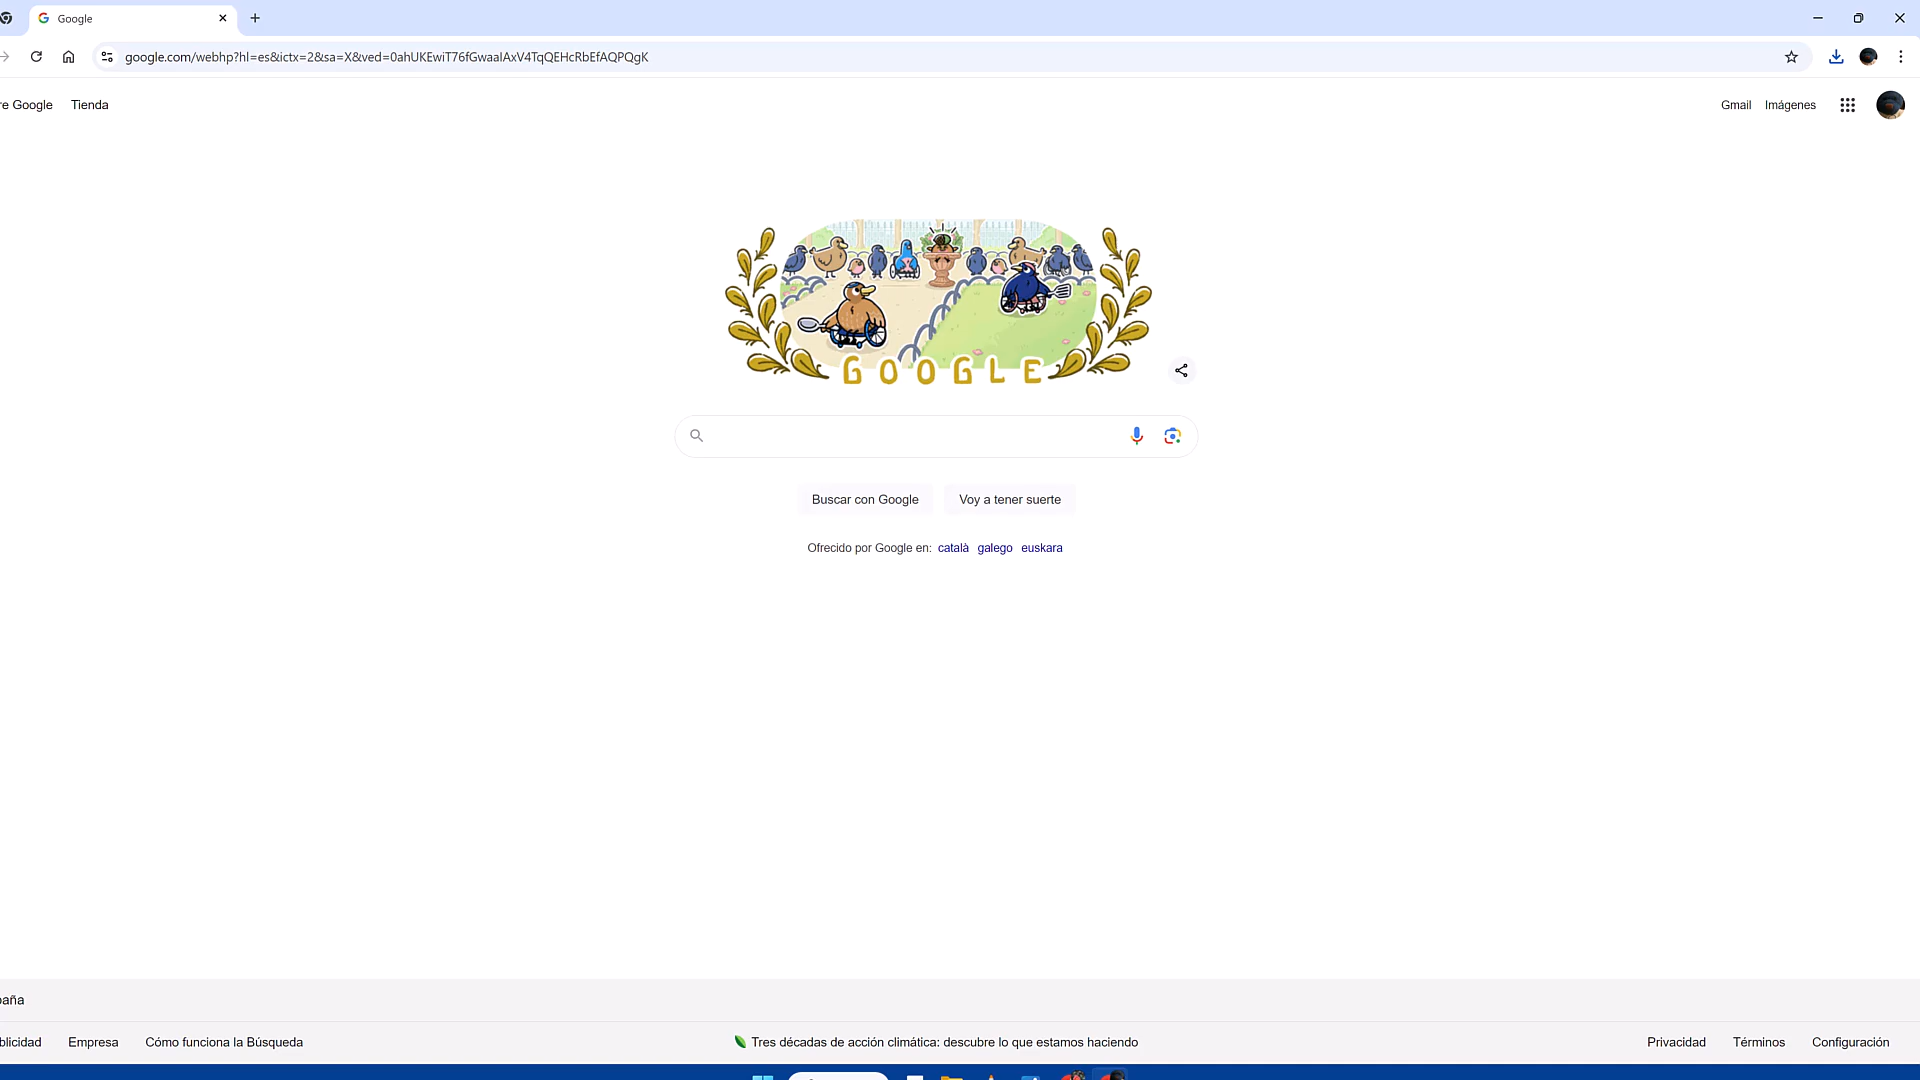 Google
google.com/webhp?hl=es&ictx=2&sa=X&ved=0ahUKEwiT76fGwaaIAxV4TqQEHcRbEfAQPQgK
re Google Tienda
Gmail Imágenes
GOOGLE
Buscar con Google Voy a tener suerte
Ofrecido por Google en: català galego euskara
paña
blicidad Empresa Cómo funciona la Búsqueda
Tres décadas de acción climática: descubre lo que estamos haciendo
Privacidad Términos Configuración